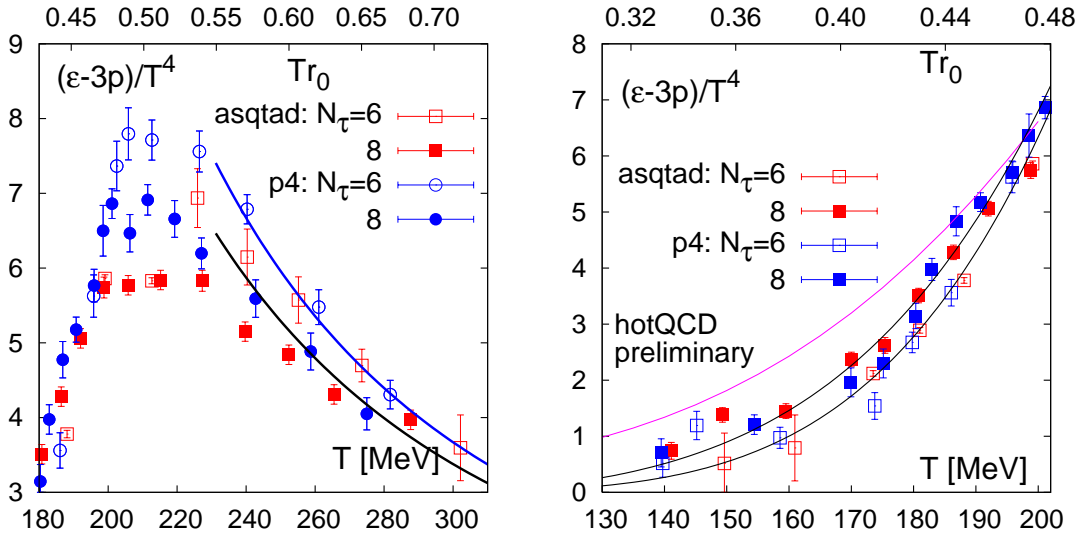 0.45 0.50 0.55 0.60 0.65 0.70
9
8
7
6
5
4
3
(ε-3p)/T⁴
Tr₀
asqtad: N_τ=6
8
p4: N_τ=6
8
T [MeV]
180 200 220 240 260 280 300
0.32 0.36 0.40 0.44 0.48
8
7
6
5
4
3
2
1
0
(ε-3p)/T⁴
Tr₀
asqtad: N_τ=6
8
p4: N_τ=6
8
hotQCD
preliminary
T [MeV]
130 140 150 160 170 180 190 200